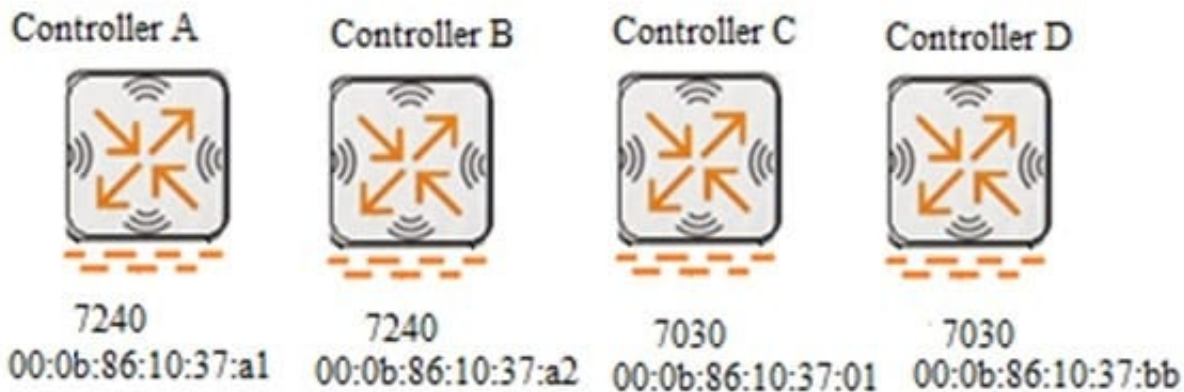 Controller A
Controller B
Controller C
Controller D
7240
7240
7030
7030
00:0b:86:10:37:a1
00:0b:86:10:37:a2
00:0b:86:10:37:01
00:0b:86:10:37:bb